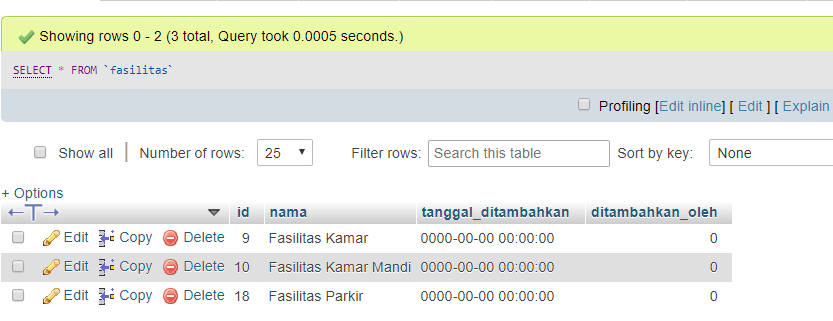 Showing rows 0 - 2 (3 total, Query took 0.0005 seconds.)
SELECT * FROM `fasilitas`
Profiling [Edit inline] [ Edit ] [ Explain
Show all | Number of rows: 25 Filter rows: Search this table Sort by key: None
+ Options
←T→ id nama tanggal_ditambahkan ditambahkan_oleh
Edit Copy Delete 9 Fasilitas Kamar 0000-00-00 00:00:00 0
Edit Copy Delete 10 Fasilitas Kamar Mandi 0000-00-00 00:00:00 0
Edit Copy Delete 18 Fasilitas Parkir 0000-00-00 00:00:00 0